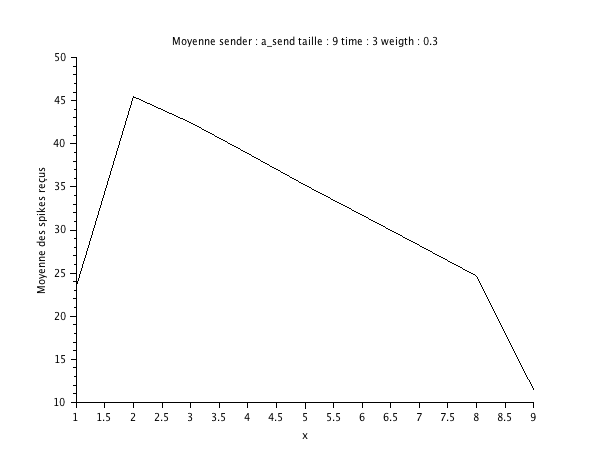 Moyenne sender : a_send taille : 9 time : 3 weigth : 0.3
Moyenne des spikes reçus
50
45
40
35
30
25
20
15
10
1 1.5 2 2.5 3 3.5 4 4.5 5 5.5 6 6.5 7 7.5 8 8.5 9
x